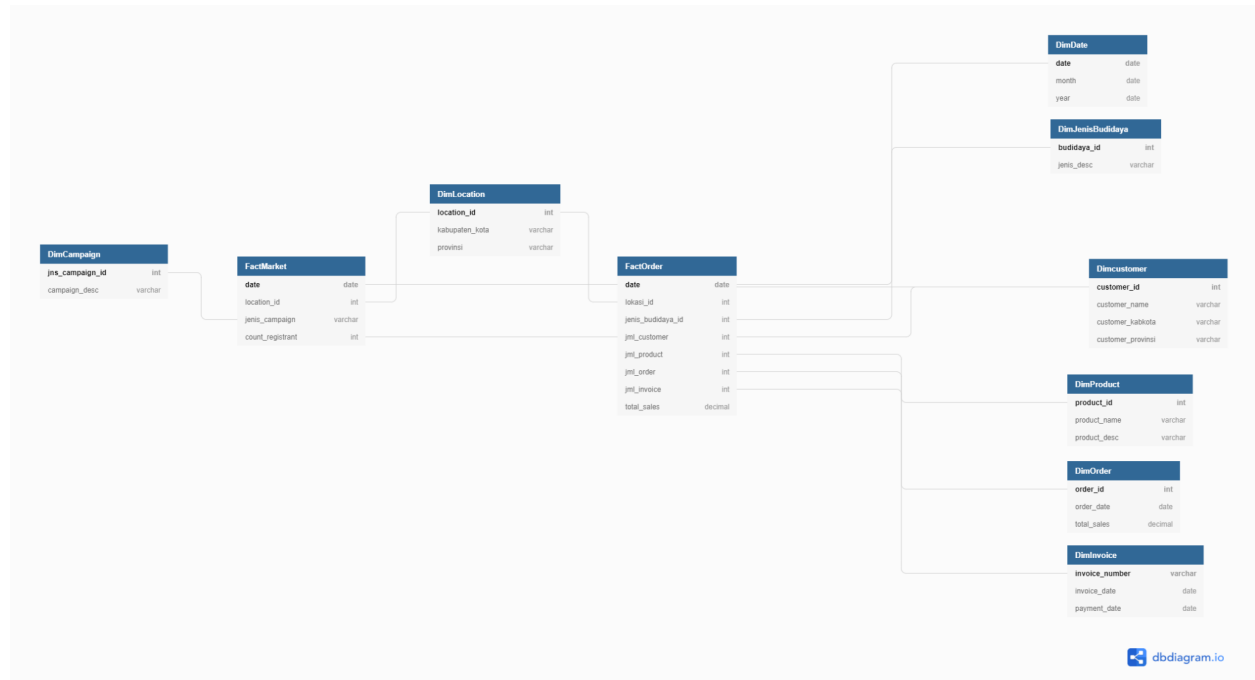 DimDate
date date
month date
year date
DimJenisBudidaya
budidaya_id int
jenis_desc varchar
DimLocation
location_id int
kabupaten_kota varchar
provinsi varchar
DimCampaign
jns_campaign_id int
campaign_desc varchar
FactMarket
date date
location_id int
jenis_campaign varchar
count_registrant int
FactOrder
date date
lokasi_id int
jenis_budidaya_id int
jml_customer int
jml_product int
jml_order int
jml_invoice int
total_sales decimal
Dimcustomer
customer_id int
customer_name varchar
customer_kabkota varchar
customer_provinsi varchar
DimProduct
product_id int
product_name varchar
product_desc varchar
DimOrder
order_id int
order_date date
total_sales decimal
DimInvoice
invoice_number varchar
invoice_date date
payment_date date
dbdiagram.io